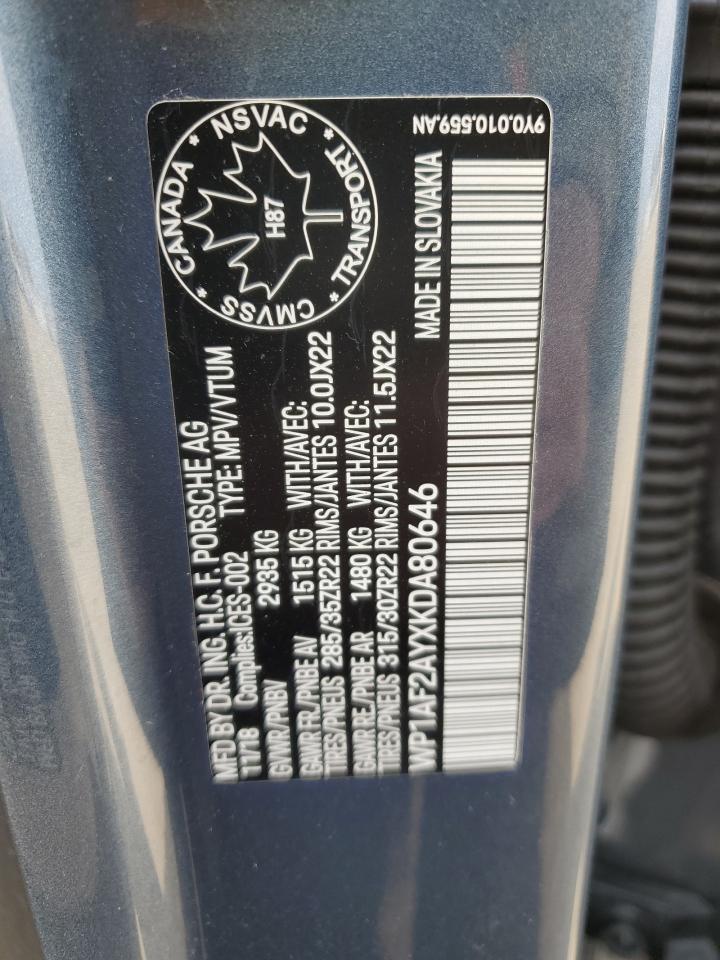 MFD BY DR. ING. H.C. F. PORSCHE AG
11/18 Complies:ICES-002 TYPE: MPV/VTUM
GVWR/PNBV 2935 KG
GAWR FR./PNBE AV 1515 KG WITH/AVEC:
TIRES/PNEUS 285/35ZR22 RIMS/JANTES 10.0JX22
GAWR RE./PNBE AR 1480 KG WITH/AVEC:
TIRES/PNEUS 315/30ZR22 RIMS/JANTES 11.5JX22
WP1AF2AYXKDA80646 MADE IN SLOVAKIA
CANADA * NSVAC * TRANSPORT * CMVSS *
H87
9Y0.010.559.AN